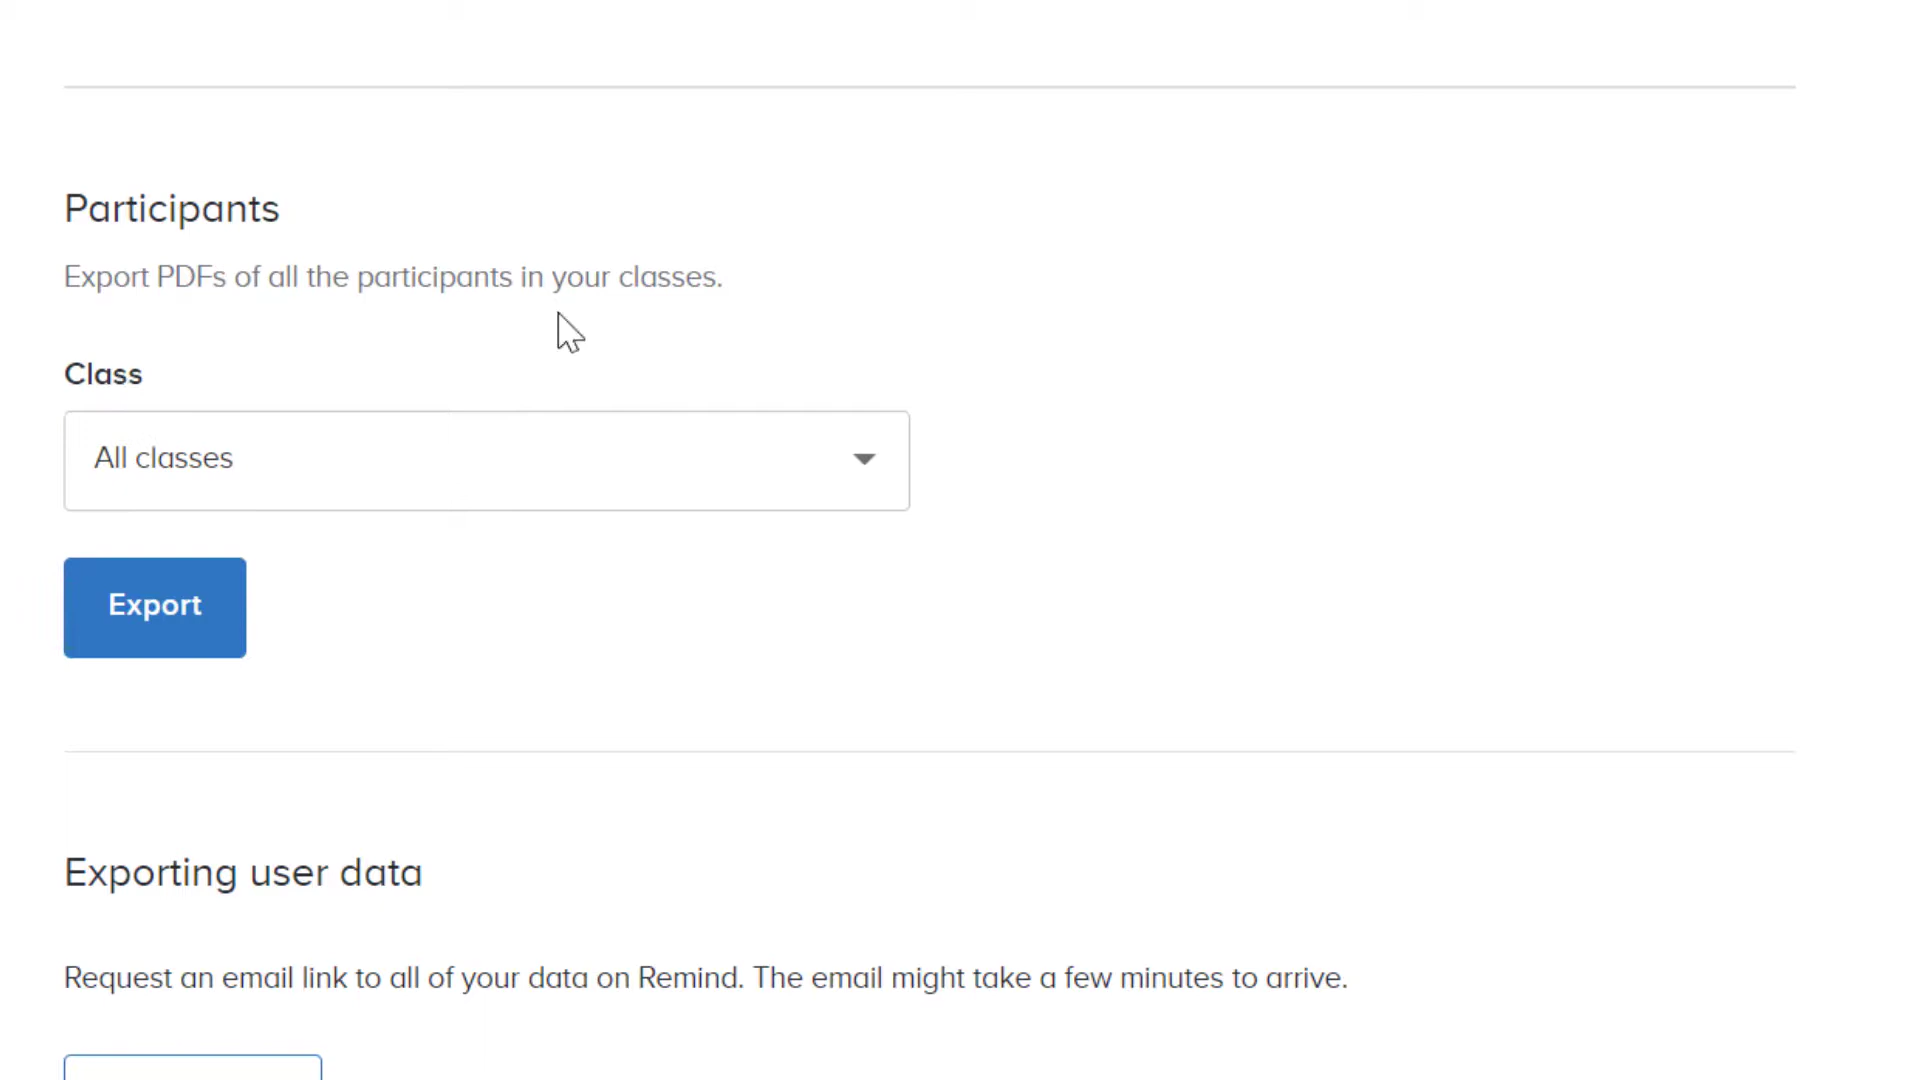 Participants
Export PDFs of all the participants in your classes.
Class
All classes
Export
Exporting user data
Request an email link to all of your data on Remind. The email might take a few minutes to arrive.